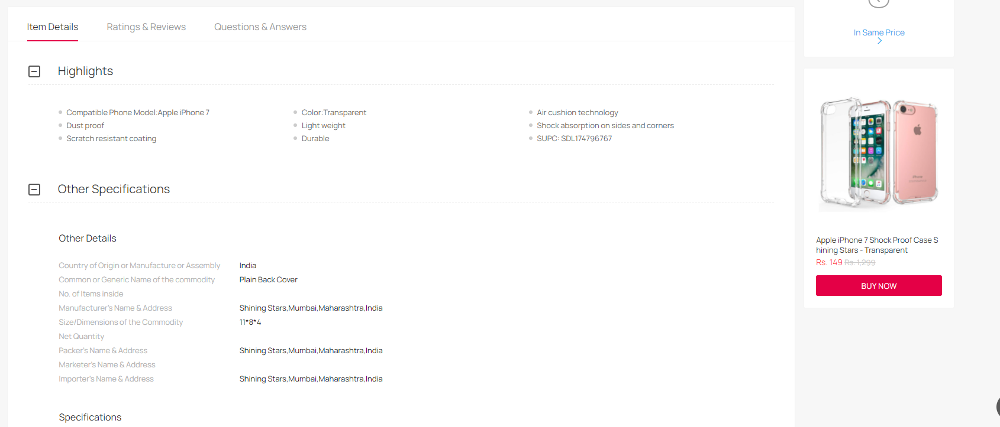 Item Details
Ratings & Reviews
Questions & Answers
Highlights
Compatible Phone Model:Apple iPhone 7
Dust proof
Scratch resistant coating
Color:Transparent
Light weight
Durable
Air cushion technology
Shock absorption on sides and corners
SUPC: SDL174796767
Other Specifications
Other Details
Country of Origin or Manufacture or Assembly India
Common or Generic Name of the commodity Plain Back Cover
No. of Items inside
Manufacturer's Name & Address Shining Stars,Mumbai,Maharashtra,India
Size/Dimensions of the Commodity 11*8*4
Net Quantity
Packer's Name & Address Shining Stars,Mumbai,Maharashtra,India
Marketer's Name & Address
Importer's Name & Address Shining Stars,Mumbai,Maharashtra,India
Specifications
In Same Price
iPhone
Apple iPhone 7 Shock Proof Case S
hining Stars - Transparent
Rs. 149 Rs. 1,299
BUY NOW